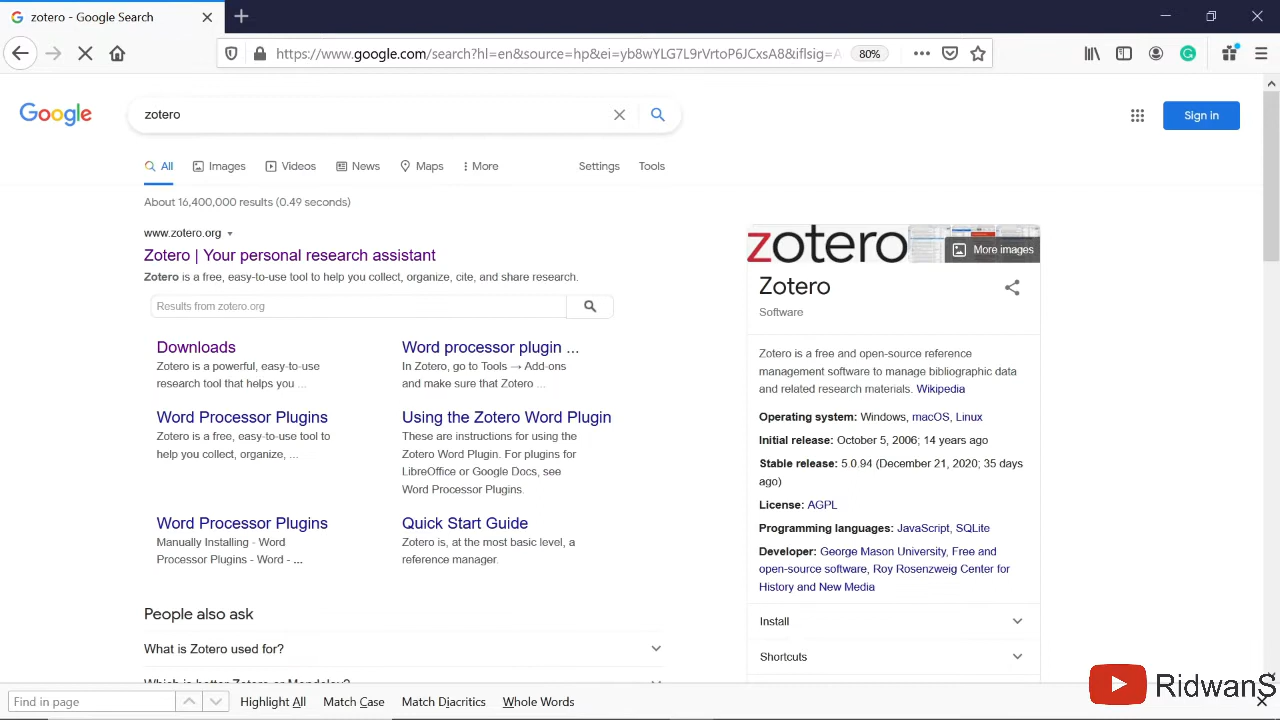 zotero - Google Search
https://www.google.com/search?hl=en&source=hp&ei=yb8wYLG7L9rVrtoP6JCxsA8&iflsig=A
80%
Google
zotero
Sign in
All
Images
Videos
News
Maps
More
Settings
Tools
About 16,400,000 results (0.49 seconds)
www.zotero.org
Zotero | Your personal research assistant
Zotero is a free, easy-to-use tool to help you collect, organize, cite, and share research.
Results from zotero.org
Downloads
Zotero is a powerful, easy-to-use
research tool that helps you ...
Word processor plugin ...
In Zotero, go to Tools → Add-ons
and make sure that Zotero ...
Word Processor Plugins
Zotero is a free, easy-to-use tool to
help you collect, organize, ...
Using the Zotero Word Plugin
These are instructions for using the
Zotero Word Plugin. For plugins for
LibreOffice or Google Docs, see
Word Processor Plugins.
Word Processor Plugins
Manually Installing - Word
Processor Plugins - Word - ...
Quick Start Guide
Zotero is, at the most basic level, a
reference manager.
People also ask
What is Zotero used for?
Which is better Zotero or Mendeley?
zotero
More images
Zotero
Software
Zotero is a free and open-source reference
management software to manage bibliographic data
and related research materials. Wikipedia
Operating system: Windows, macOS, Linux
Initial release: October 5, 2006; 14 years ago
Stable release: 5.0.94 (December 21, 2020; 35 days
ago)
License: AGPL
Programming languages: JavaScript, SQLite
Developer: George Mason University, Free and
open-source software, Roy Rosenzweig Center for
History and New Media
Install
Shortcuts
RidwanS
Find in page
Highlight All
Match Case
Match Diacritics
Whole Words